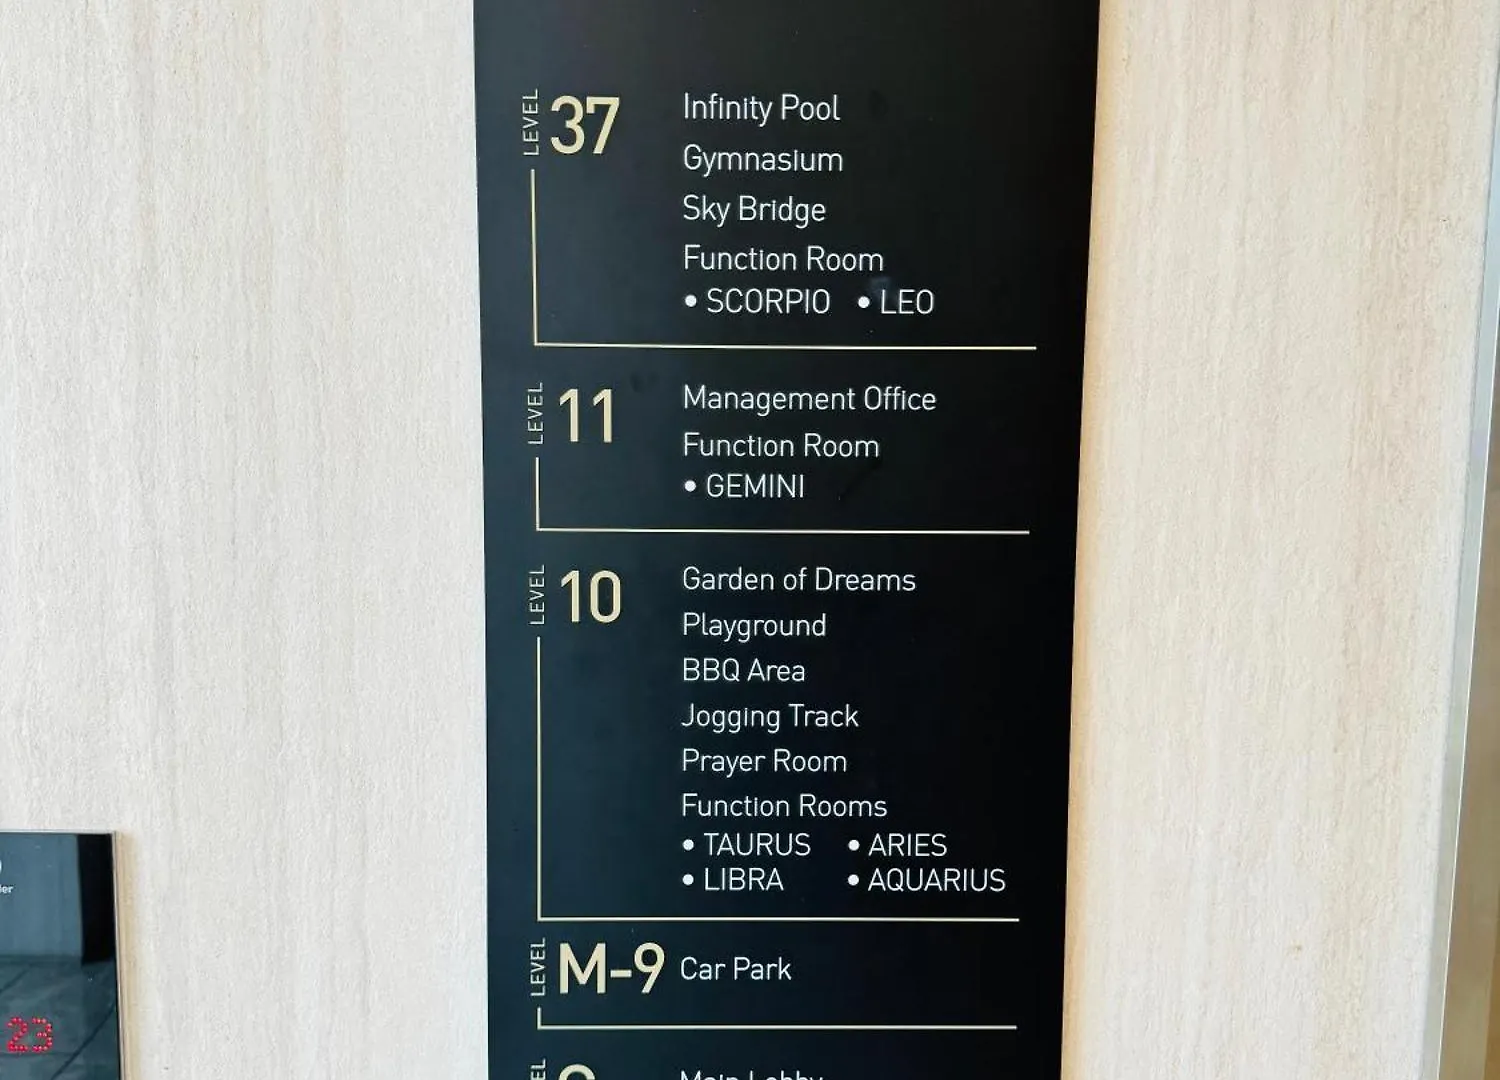 LEVEL 37 Infinity Pool
Gymnasium
Sky Bridge
Function Room
• SCORPIO • LEO
LEVEL 11 Management Office
Function Room
• GEMINI
LEVEL 10 Garden of Dreams
Playground
BBQ Area
Jogging Track
Prayer Room
Function Rooms
• TAURUS • ARIES
• LIBRA • AQUARIUS
LEVEL M-9 Car Park
Main Lobby
23